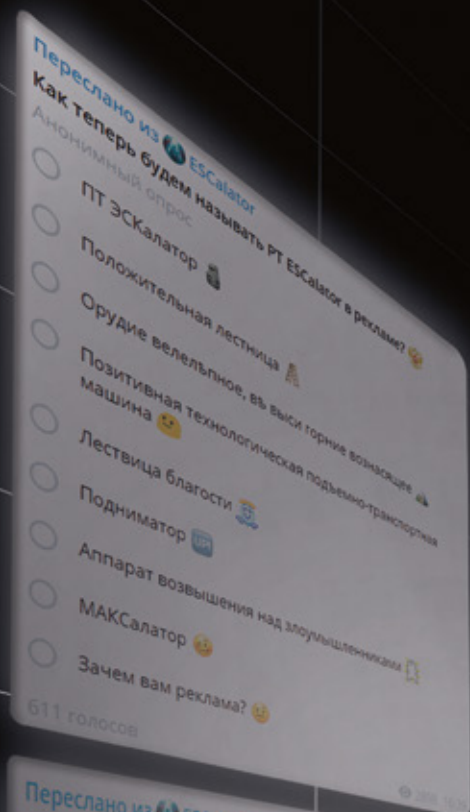 Переслано из ESCalator
Как теперь будем называть PT ESCalator в рекламе? 🤔
Анонимный опрос
ПТ ЭСКалатор 🗿
Положительная лестница 🪜
Орудие велелѣпное, въ выси горние возносящее ⛰
Позитивная технологическая подъемно-транспортная
машина 🫡
Лествица благости 😇
Подниматор 🆙
Аппарат возвышения над злоумышленниками
МАКСалатор
Зачем вам реклама?
611 голосов
Переслано из